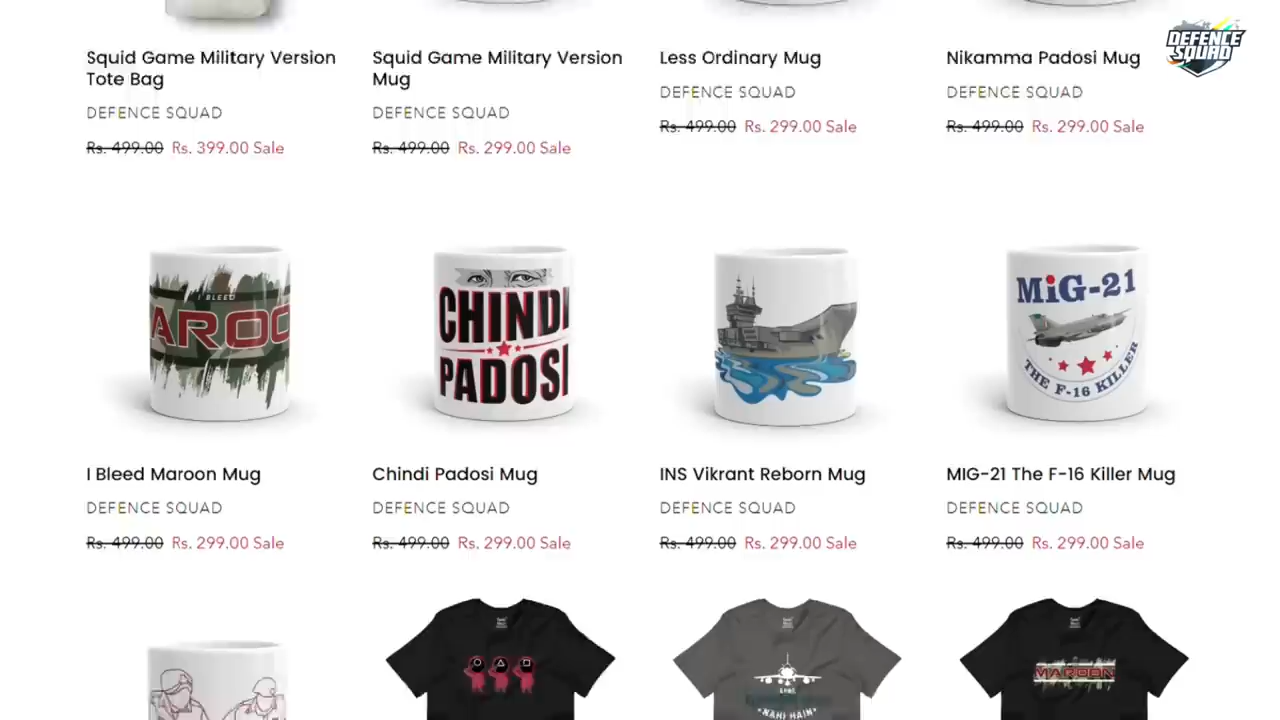 DEFENCE
SQUAD
Squid Game Military Version
Tote Bag
DEFENCE SQUAD
Rs. 499.00 Rs. 399.00 Sale
Squid Game Military Version
Mug
DEFENCE SQUAD
Rs. 499.00 Rs. 299.00 Sale
Less Ordinary Mug
DEFENCE SQUAD
Rs. 499.00 Rs. 299.00 Sale
Nikamma Padosi Mug
DEFENCE SQUAD
Rs. 499.00 Rs. 299.00 Sale
I BLEED
AROO
CHINDI
PADOSI
MiG-21
THE F-16 KILLER
I Bleed Maroon Mug
DEFENCE SQUAD
Rs. 499.00 Rs. 299.00 Sale
Chindi Padosi Mug
DEFENCE SQUAD
Rs. 499.00 Rs. 299.00 Sale
INS Vikrant Reborn Mug
DEFENCE SQUAD
Rs. 499.00 Rs. 299.00 Sale
MIG-21 The F-16 Killer Mug
DEFENCE SQUAD
Rs. 499.00 Rs. 299.00 Sale
NAHI HAIN
MAROON